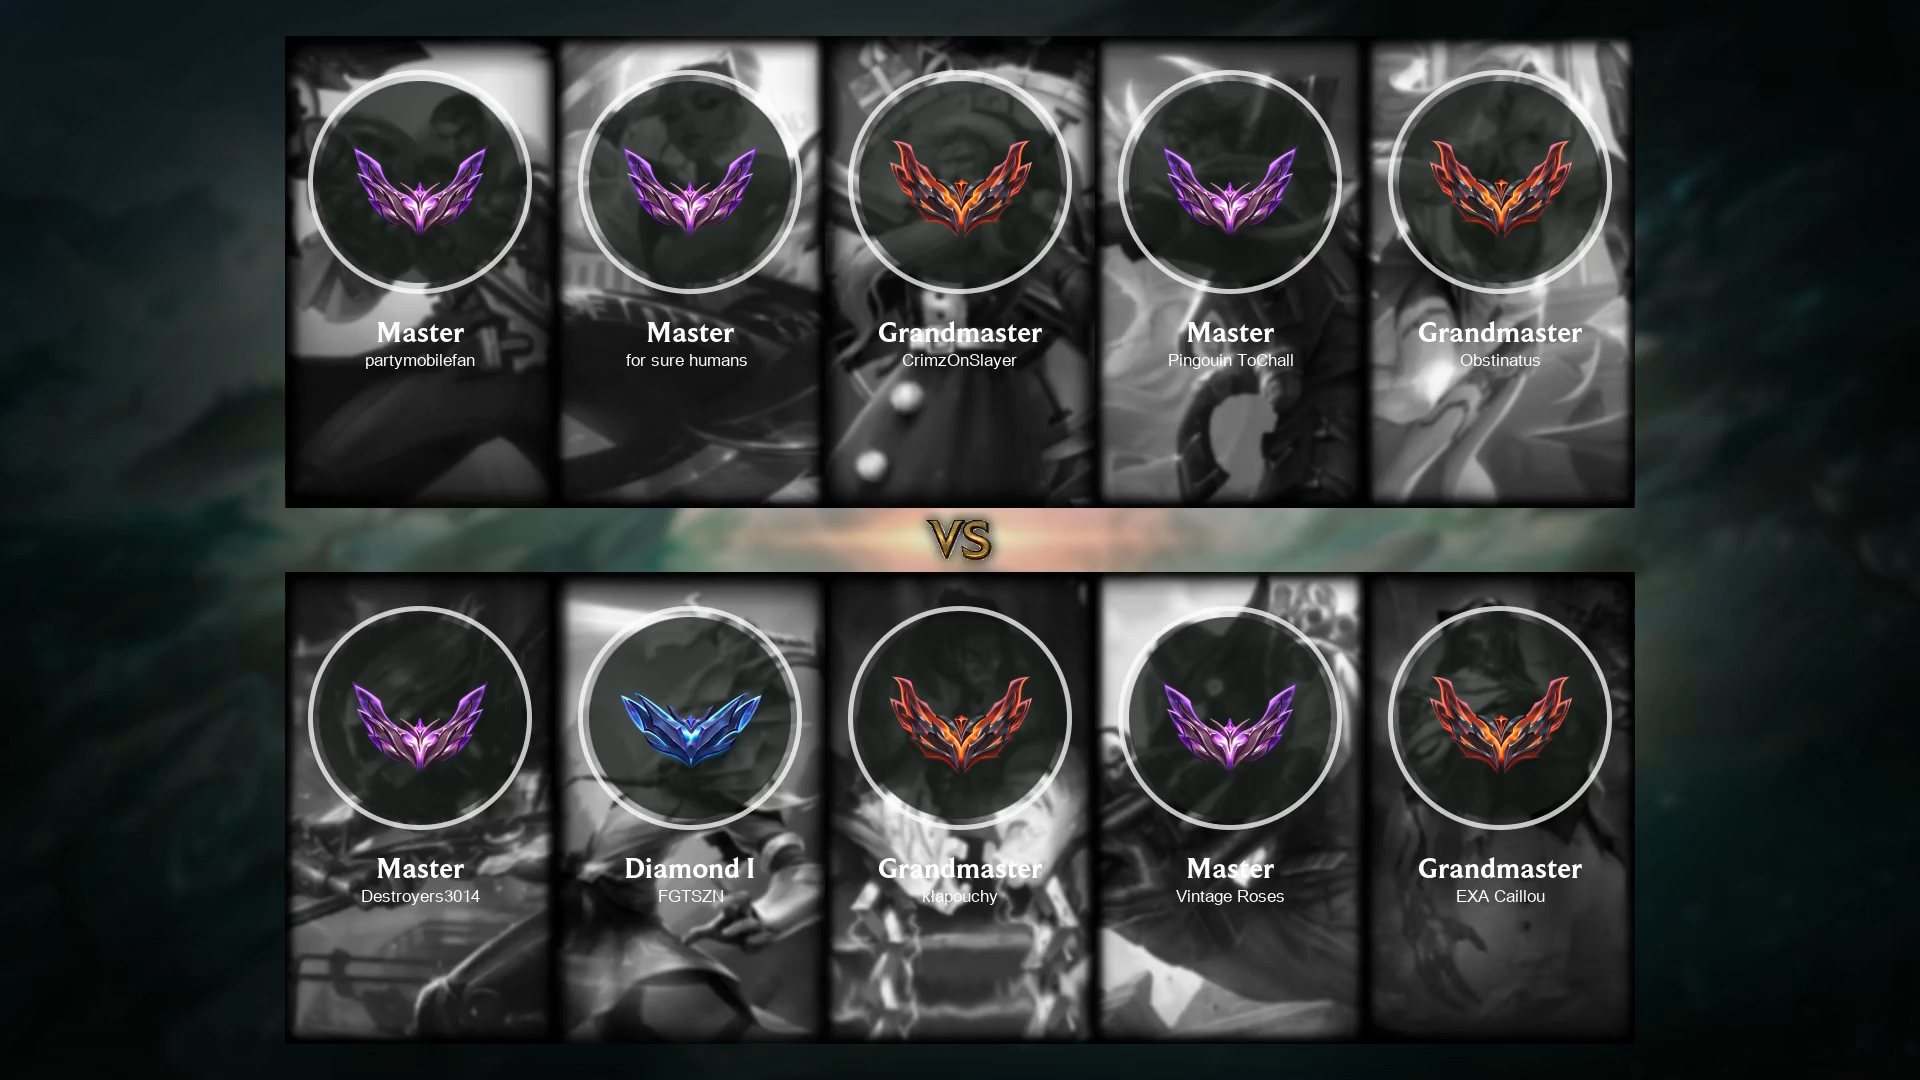 Master
partymobilefan
Master
for sure humans
Grandmaster
CrimzOnSlayer
Master
Pingouin ToChall
Grandmaster
Obstinatus
VS
Master
Destroyers3014
Diamond I
FGTSZN
Grandmaster
kłapouchy
Master
Vintage Roses
Grandmaster
EXA Caillou